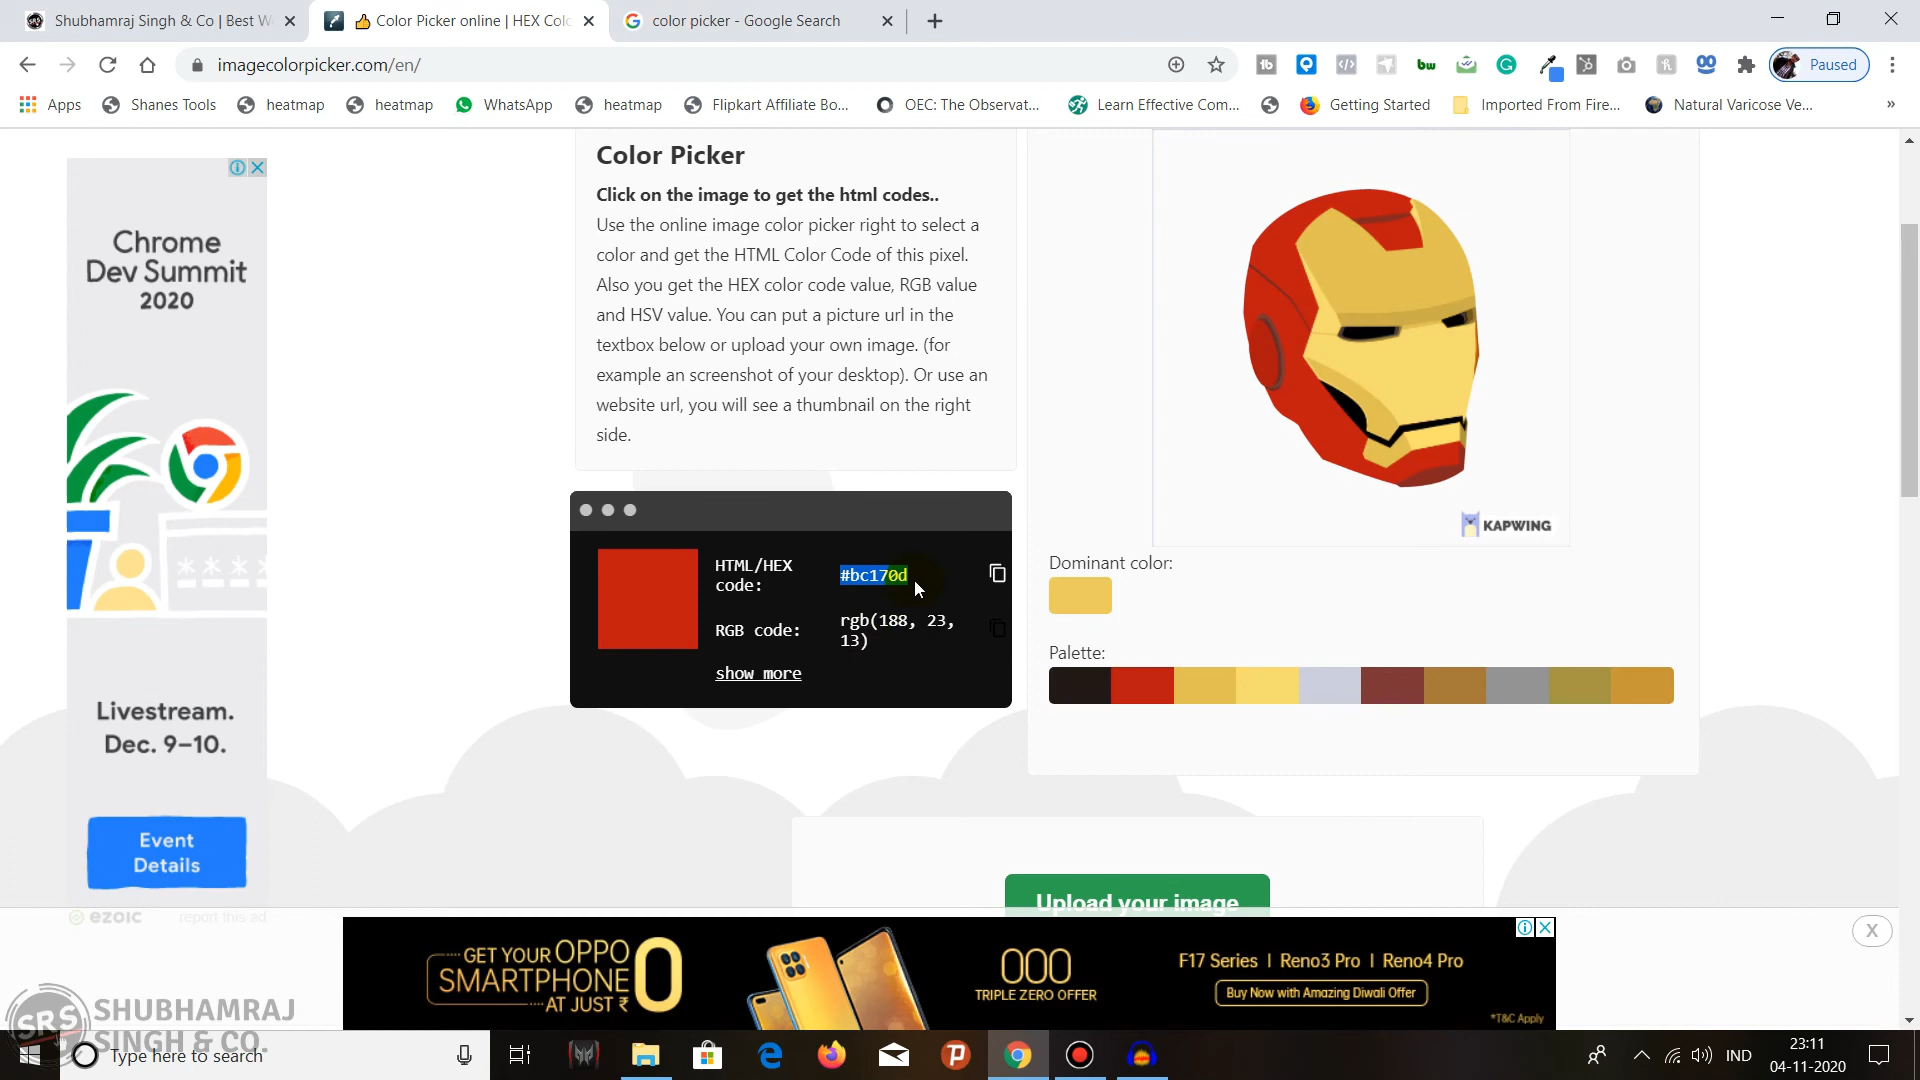 Shubhamraj Singh & Co | Best W
Color Picker online | HEX Colo
color picker - Google Search
imagecolorpicker.com/en/
Paused
Apps
Shanes Tools
heatmap
heatmap
WhatsApp
heatmap
Flipkart Affiliate Bo...
OEC: The Observat...
Learn Effective Com...
Getting Started
Imported From Fire...
Natural Varicose Ve...
»
Chrome
Dev Summit
2020
Livestream.
Dec. 9–10.
Event
Details
ezoic
report this ad
Color Picker
Click on the image to get the html codes..
Use the online image color picker right to select a
color and get the HTML Color Code of this pixel.
Also you get the HEX color code value, RGB value
and HSV value. You can put a picture url in the
textbox below or upload your own image. (for
example an screenshot of your desktop). Or use an
website url, you will see a thumbnail on the right
side.
HTML/HEX
code:
#bc170d
RGB code:
rgb(188, 23,
13)
show more
KAPWING
Dominant color:
Palette:
Upload your image
GET YOUR OPPO
SMARTPHONE
AT JUST ₹
0
000
TRIPLE ZERO OFFER
F17 Series | Reno3 Pro | Reno4 Pro
Buy Now with Amazing Diwali Offer
*T&C Apply
X
SRS
SHUBHAMRAJ
SINGH & CO.
Type here to search
IND
23:11
04-11-2020